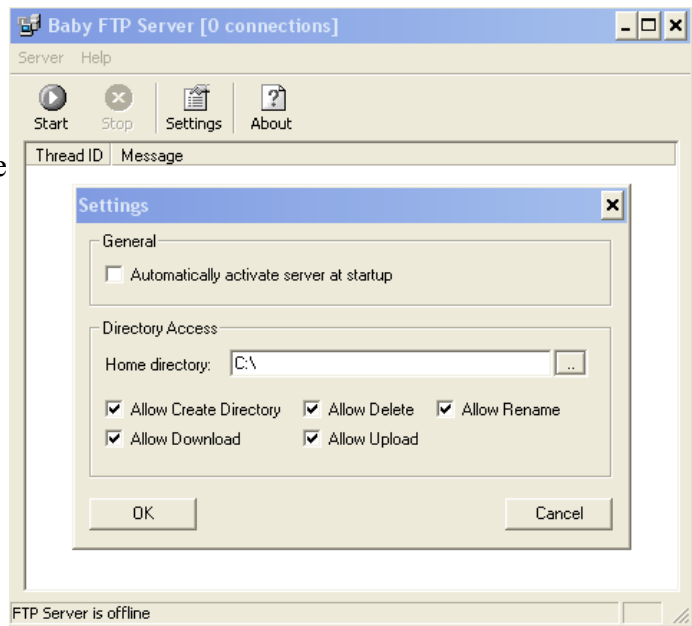 Baby FTP Server [0 connections]
Server Help
Start Stop Settings About
Thread ID Message
e
Settings
General
Automatically activate server at startup
Directory Access
Home directory: C:\ ..
Allow Create Directory Allow Delete Allow Rename
Allow Download Allow Upload
OK Cancel
FTP Server is offline